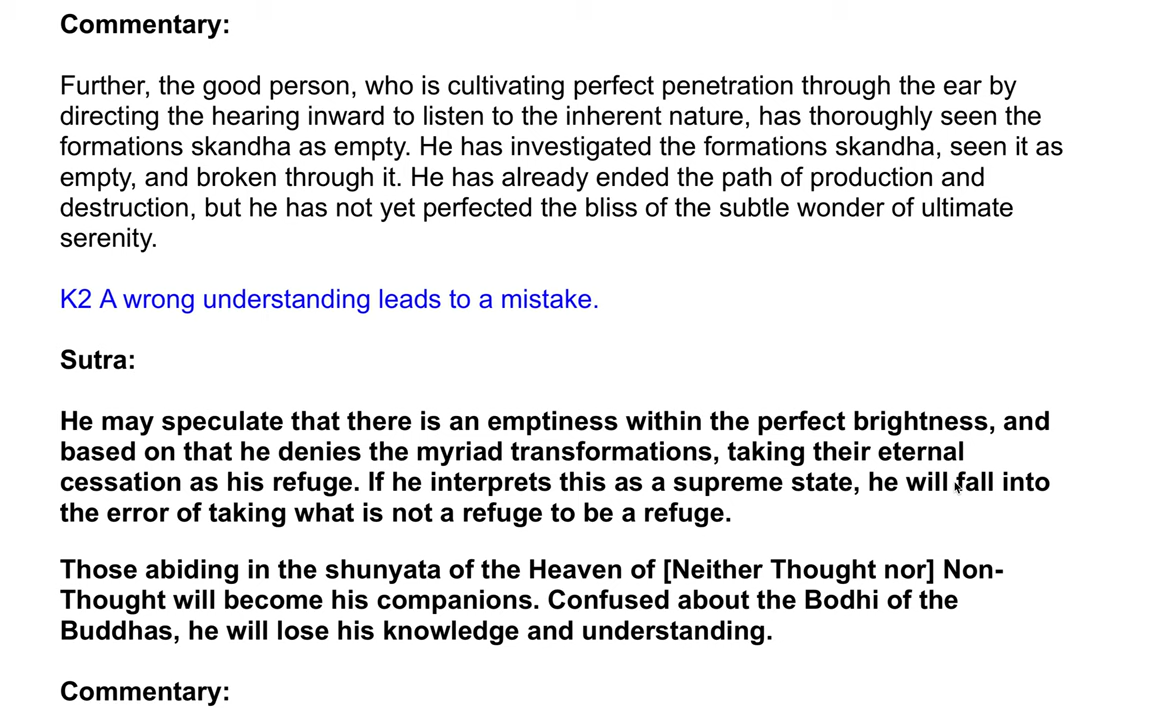 Commentary:
Further, the good person, who is cultivating perfect penetration through the ear by
directing the hearing inward to listen to the inherent nature, has thoroughly seen the
formations skandha as empty. He has investigated the formations skandha, seen it as
empty, and broken through it. He has already ended the path of production and
destruction, but he has not yet perfected the bliss of the subtle wonder of ultimate
serenity.
K2 A wrong understanding leads to a mistake.
Sutra:
He may speculate that there is an emptiness within the perfect brightness, and
based on that he denies the myriad transformations, taking their eternal
cessation as his refuge. If he interprets this as a supreme state, he will fall into
the error of taking what is not a refuge to be a refuge.
Those abiding in the shunyata of the Heaven of [Neither Thought nor] Non-
Thought will become his companions. Confused about the Bodhi of the
Buddhas, he will lose his knowledge and understanding.
Commentary: